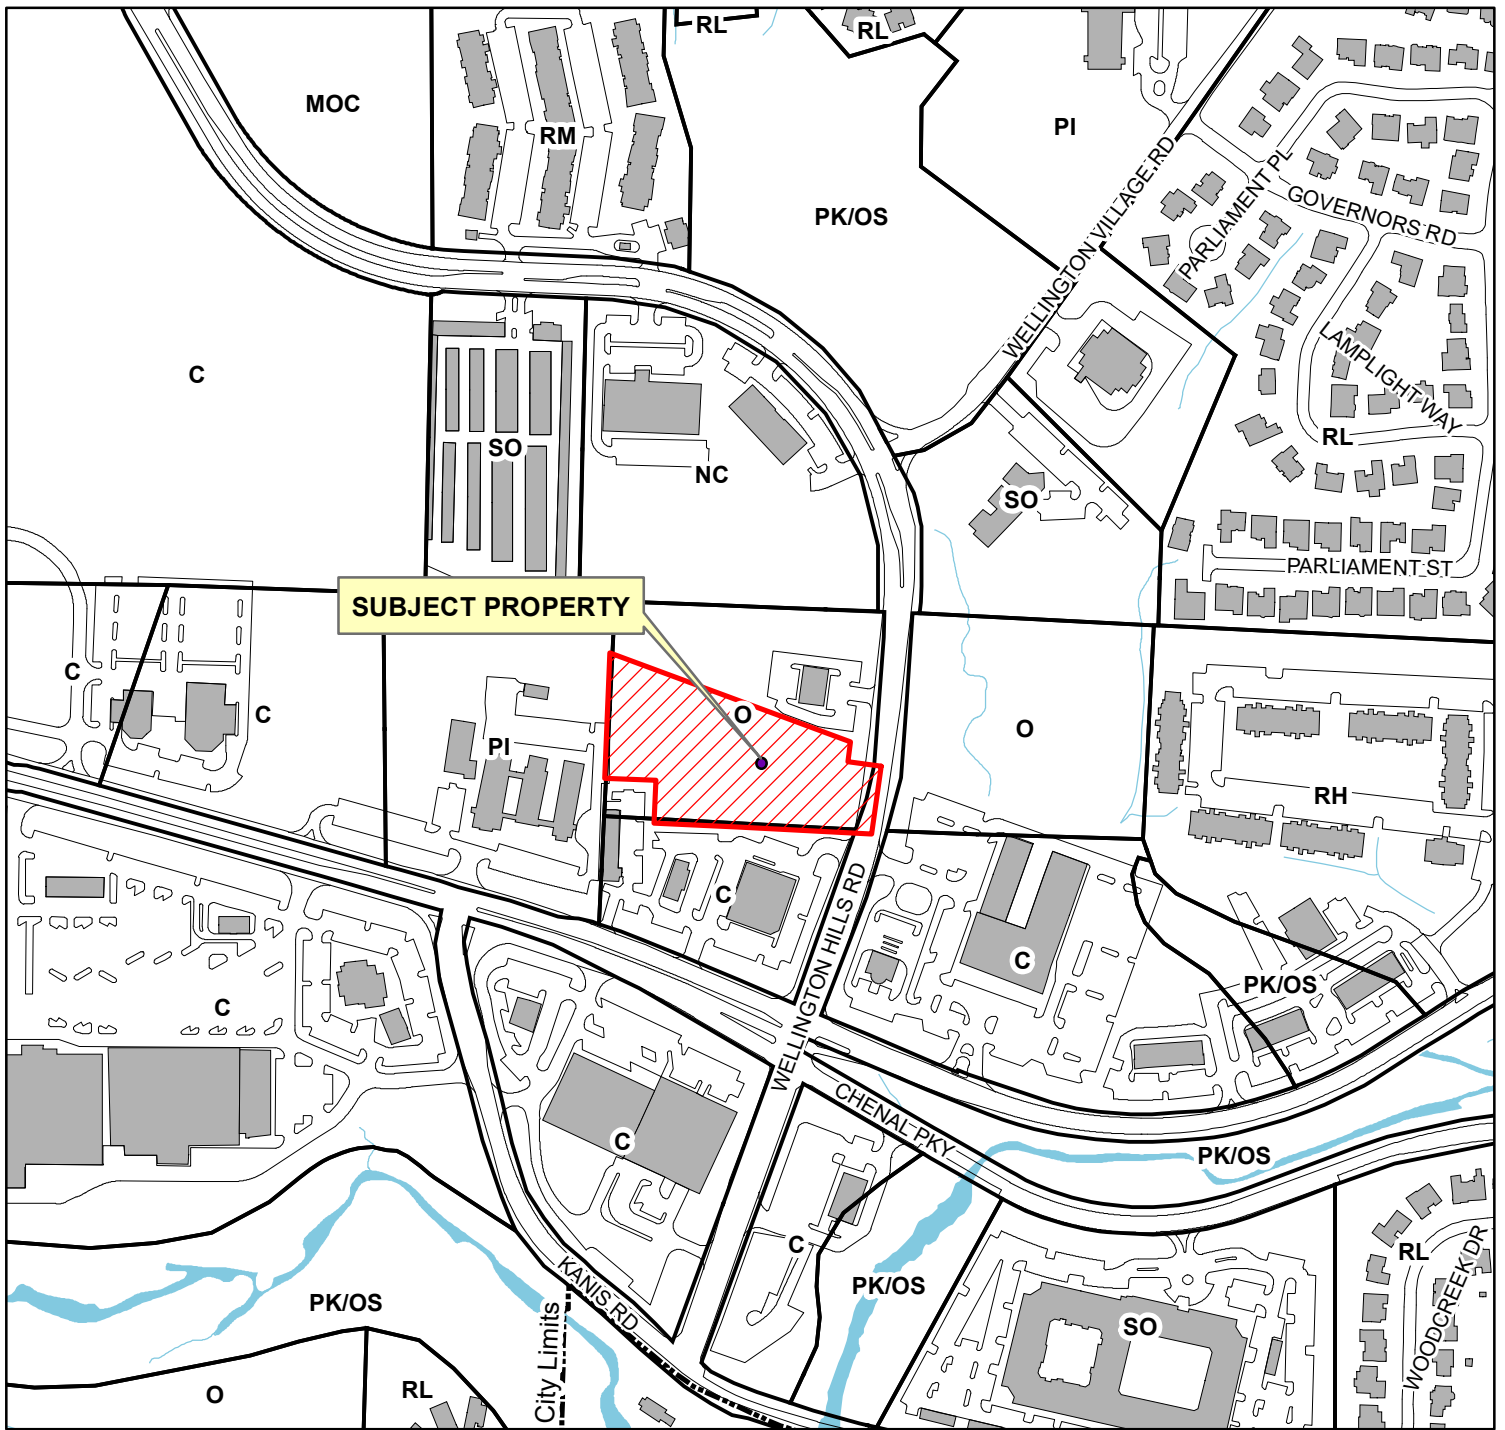 RL
RL
MOC
RM
PI
PK/OS
WELLINGTON VILLAGE RD
PARLIAMENT PL
GOVERNORS RD
LAMPLIGHT WAY
C
SO
NC
SO
RL
PARLIAMENT ST
SUBJECT PROPERTY
C
C
PI
O
O
RH
C
WELLINGTON HILLS RD
C
PK/OS
C
C
CHENAL PKY
PK/OS
C
PK/OS
RL
WOODCREEK DR
KANIS RD
City Limits
PK/OS
SO
O
RL